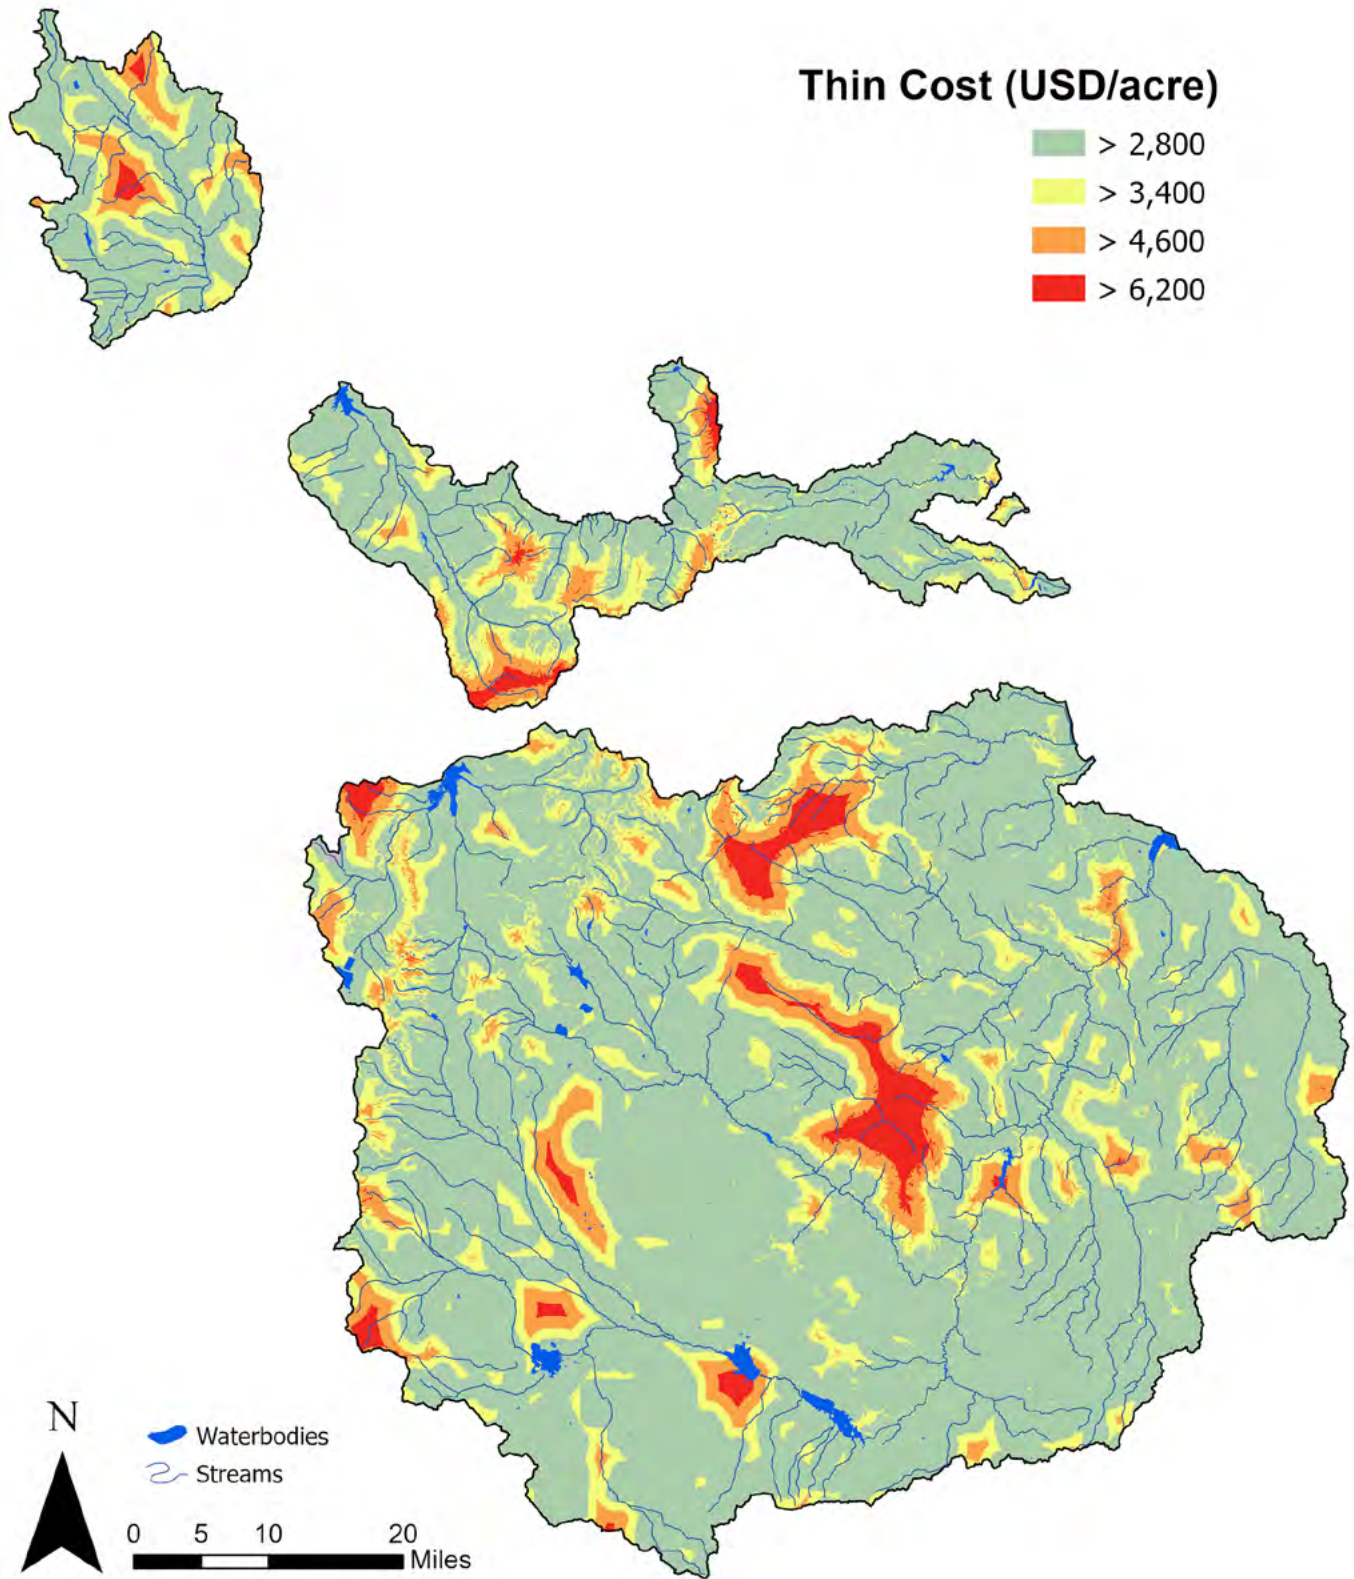 Thin Cost (USD/acre)
> 2,800
> 3,400
> 4,600
> 6,200
N
Waterbodies
Streams
0 5 10 20
Miles